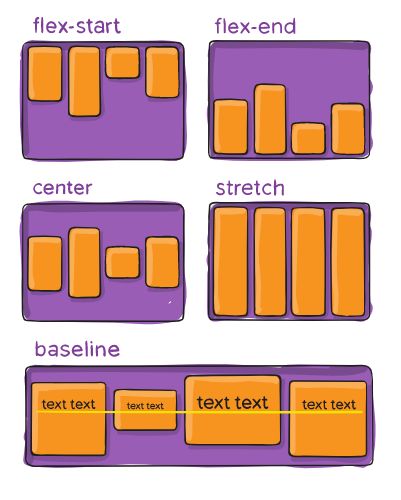 flex-start
flex-end
center
stretch
baseline
text text
text text
text text
text text